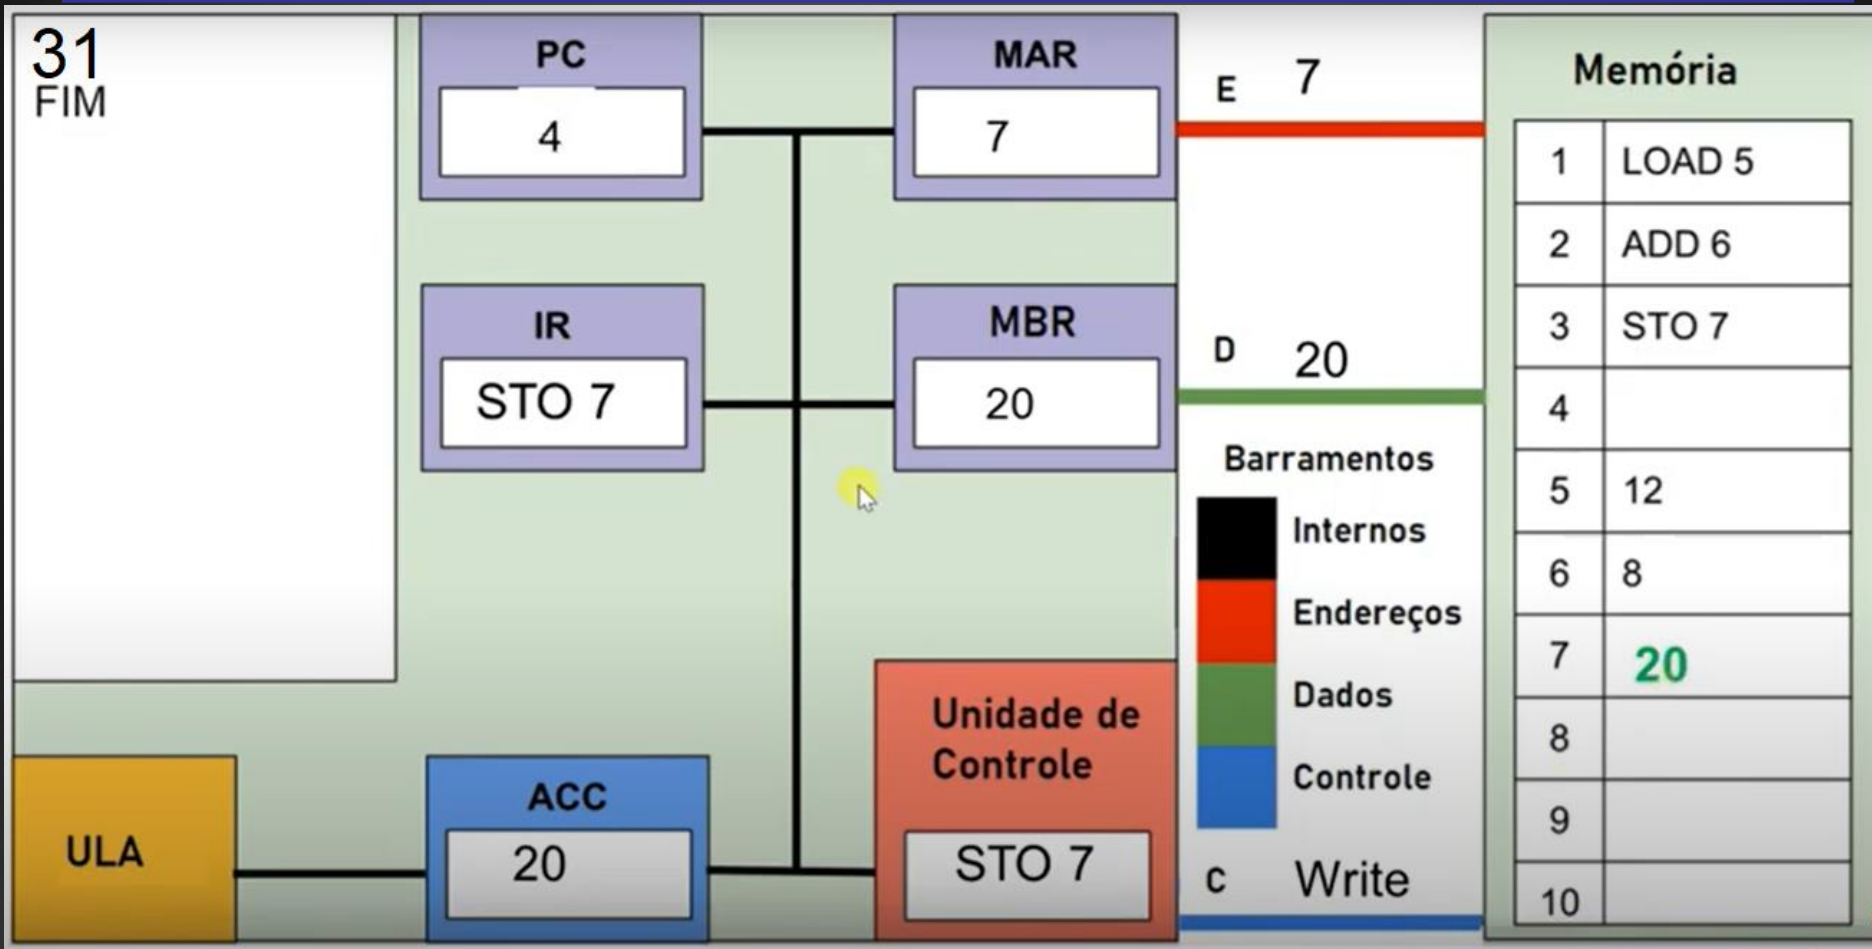 31
FIM
PC
4
MAR
7
IR
STO 7
MBR
20
ULA
ACC
20
Unidade de
Controle
STO 7
E 7
D 20
Barramentos
Internos
Endereços
Dados
Controle
C Write
Memória
1 LOAD 5
2 ADD 6
3 STO 7
4
5 12
6 8
7 20
8
9
10